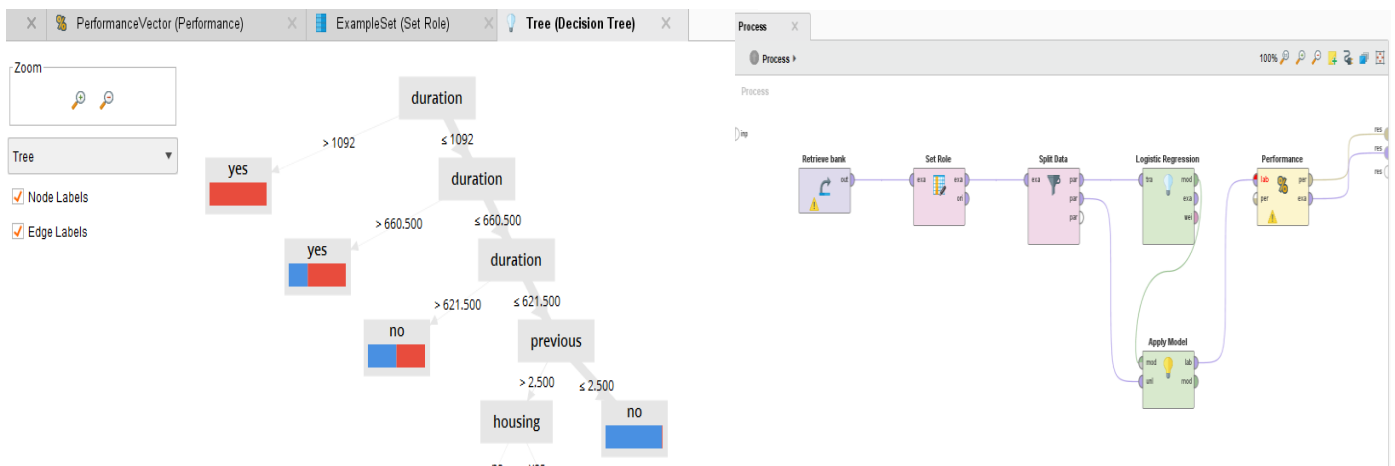 PerformanceVector (Performance)
ExampleSet (Set Role)
Tree (Decision Tree)
Zoom
Tree
Node Labels
Edge Labels
duration
> 1092
≤ 1092
yes
duration
> 660.500
≤ 660.500
yes
duration
> 621.500
≤ 621.500
no
previous
> 2.500
≤ 2.500
housing
no
Process
Process
100%
Process
inp
res
res
res
Retrieve bank
out
Set Role
exa
exa
ori
Split Data
exa
par
par
par
Logistic Regression
tra
mod
exa
wei
Performance
lab
per
per
exa
Apply Model
mod
lab
unl
mod